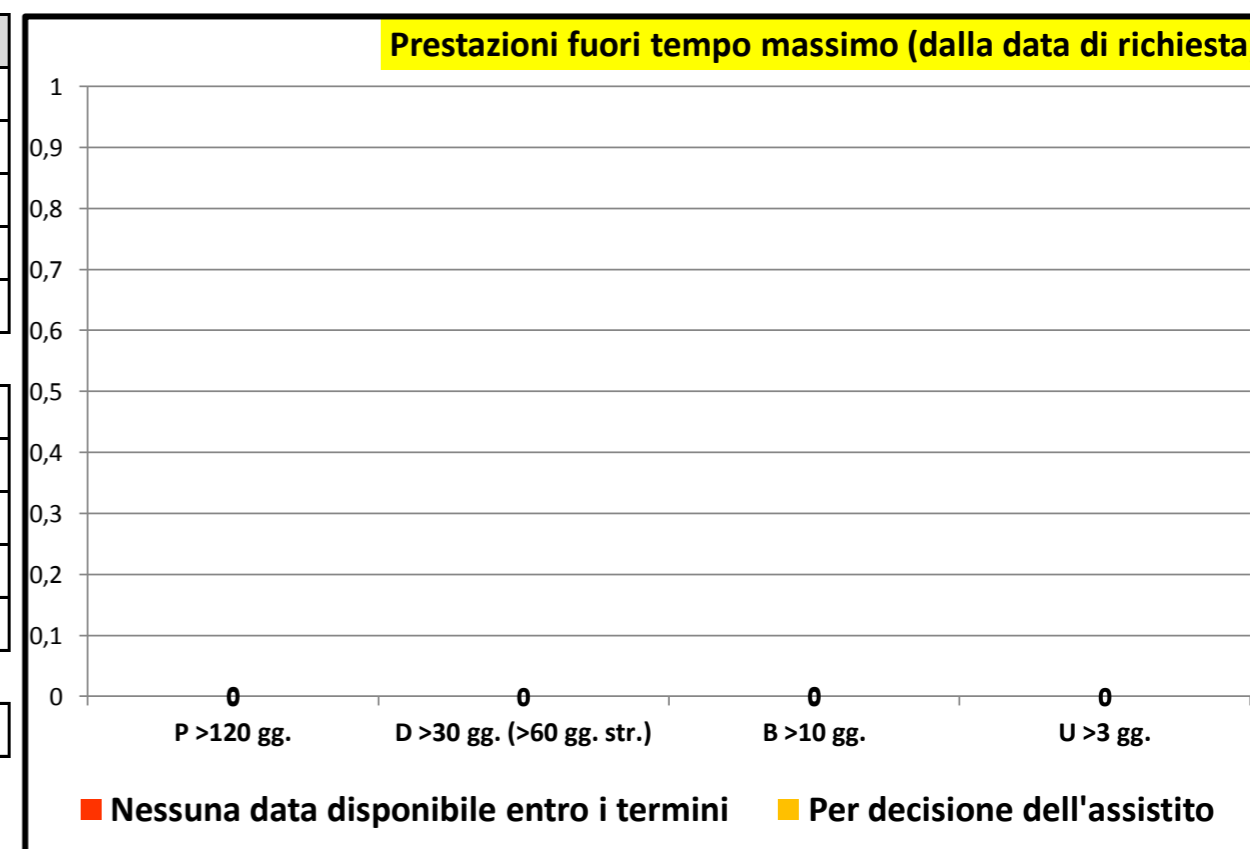 Prestazioni fuori tempo massimo (dalla data di richiesta
1
0,9
0,8
0,7
0,6
0,5
0,4
0,3
0,2
0,1
0
0 0 0 0
P >120 gg. D >30 gg. (>60 gg. str.) B >10 gg. U >3 gg.
Nessuna data disponibile entro i termini Per decisione dell'assistito